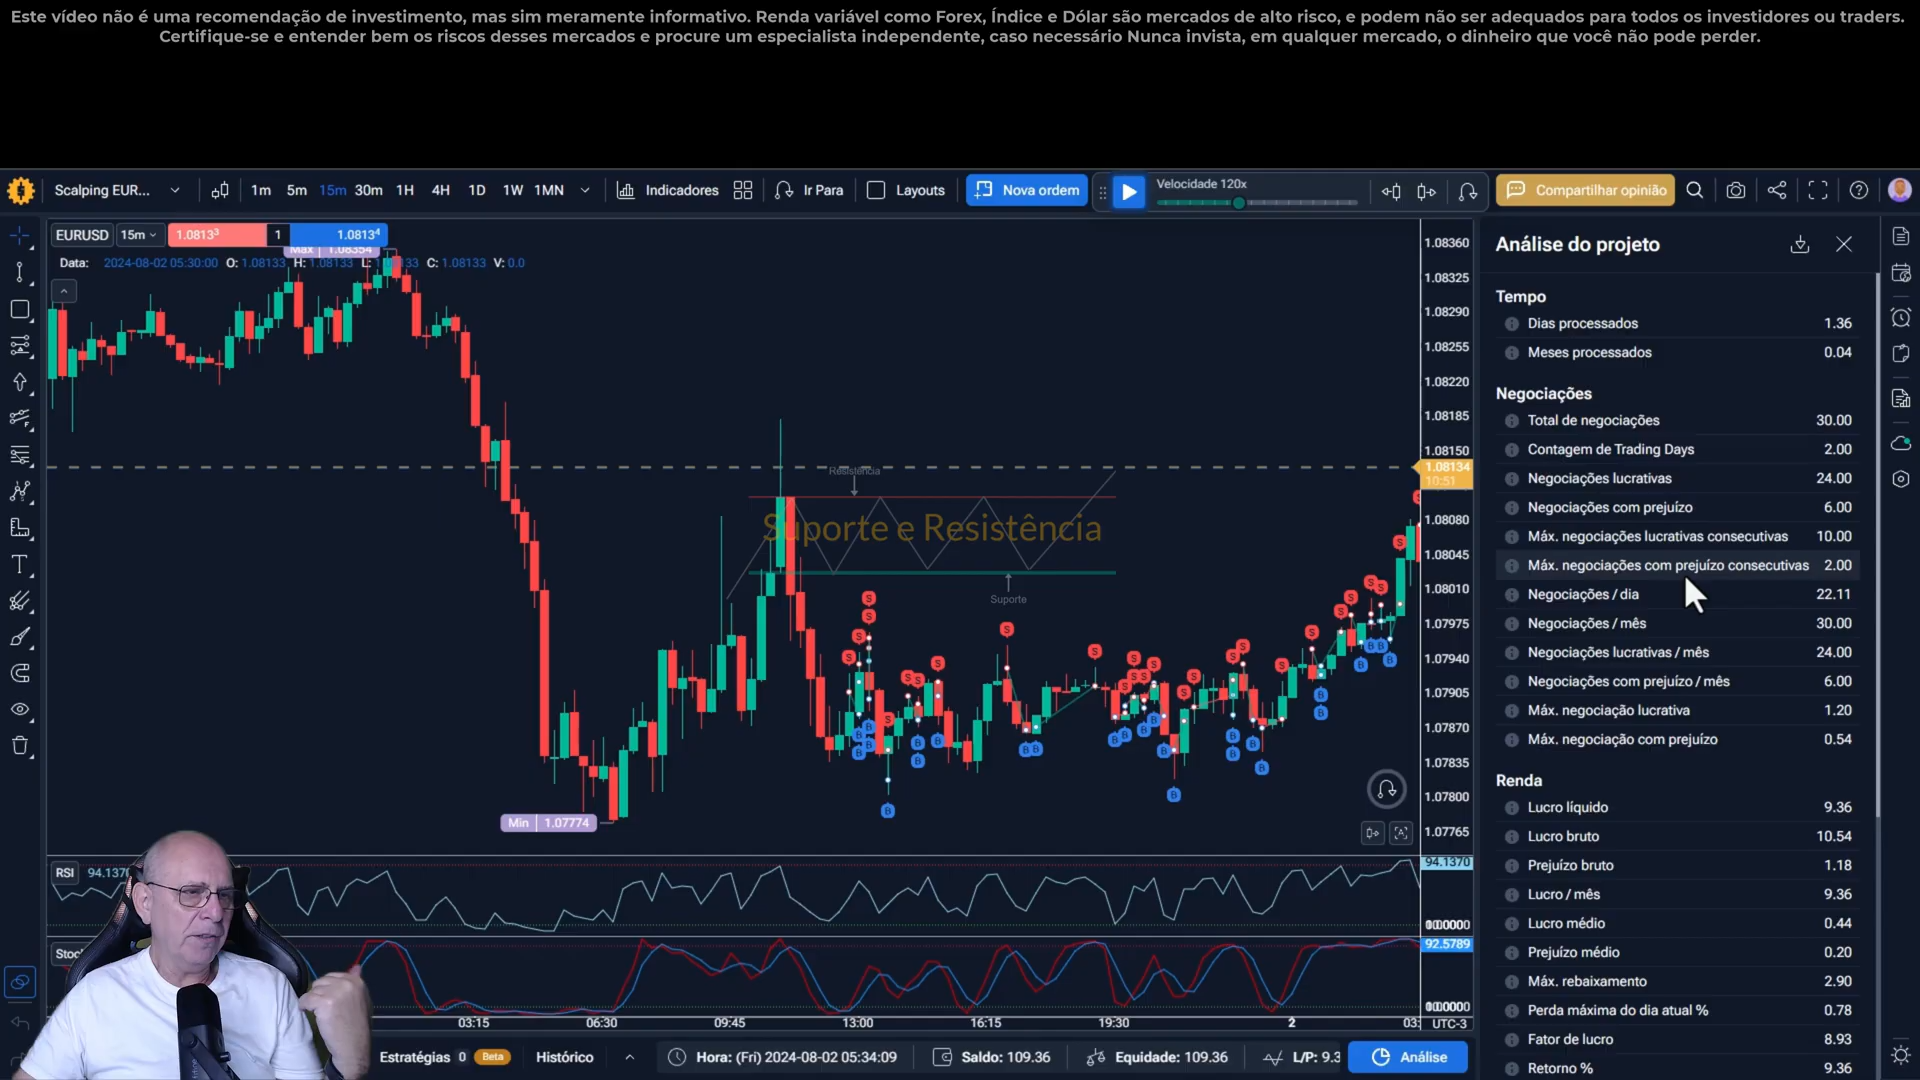 Este vídeo não é uma recomendação de investimento, mas sim meramente informativo. Renda variável como Forex, Índice e Dólar são mercados de alto risco, e podem não ser adequados para todos os investidores ou traders.
Certifique-se e entender bem os riscos desses mercados e procure um especialista independente, caso necessário Nunca invista, em qualquer mercado, o dinheiro que você não pode perder.
Scalping EUR...
1m 5m 15m 30m 1H 4H 1D 1W 1MN
Indicadores
Ir Para
Layouts
Nova ordem
Velocidade 120x
Compartilhar opinião
EURUSD 15m 1.0813³ 1 1.0813⁴
Max 1.08354
Data: 2024-08-02 05:30:00 O: 1.08133 H: 1.08133 L: 33 C: 1.08133 V: 0.0
Resistência
Suporte e Resistência
Suporte
Min 1.07774
1.08360
1.08325
1.08290
1.08255
1.08220
1.08185
1.08150
1.08134
10:51
1.08080
1.08045
1.08010
1.07975
1.07940
1.07905
1.07870
1.07835
1.07800
1.07765
RSI 94.1370
94.1370
Stoc
92.5789
03:15 06:30 09:45 13:00 16:15 19:30 2 03: UTC-3
Estratégias 0 Beta
Histórico
Hora: (Fri) 2024-08-02 05:34:09
Saldo: 109.36
Equidade: 109.36
L/P: 9.3
Análise
Análise do projeto
Tempo
Dias processados 1.36
Meses processados 0.04
Negociações
Total de negociações 30.00
Contagem de Trading Days 2.00
Negociações lucrativas 24.00
Negociações com prejuízo 6.00
Máx. negociações lucrativas consecutivas 10.00
Máx. negociações com prejuízo consecutivas 2.00
Negociações / dia 22.11
Negociações / mês 30.00
Negociações lucrativas / mês 24.00
Negociações com prejuízo / mês 6.00
Máx. negociação lucrativa 1.20
Máx. negociação com prejuízo 0.54
Renda
Lucro líquido 9.36
Lucro bruto 10.54
Prejuízo bruto 1.18
Lucro / mês 9.36
Lucro médio 0.44
Prejuízo médio 0.20
Máx. rebaixamento 2.90
Perda máxima do dia atual % 0.78
Fator de lucro 8.93
Retorno % 9.36